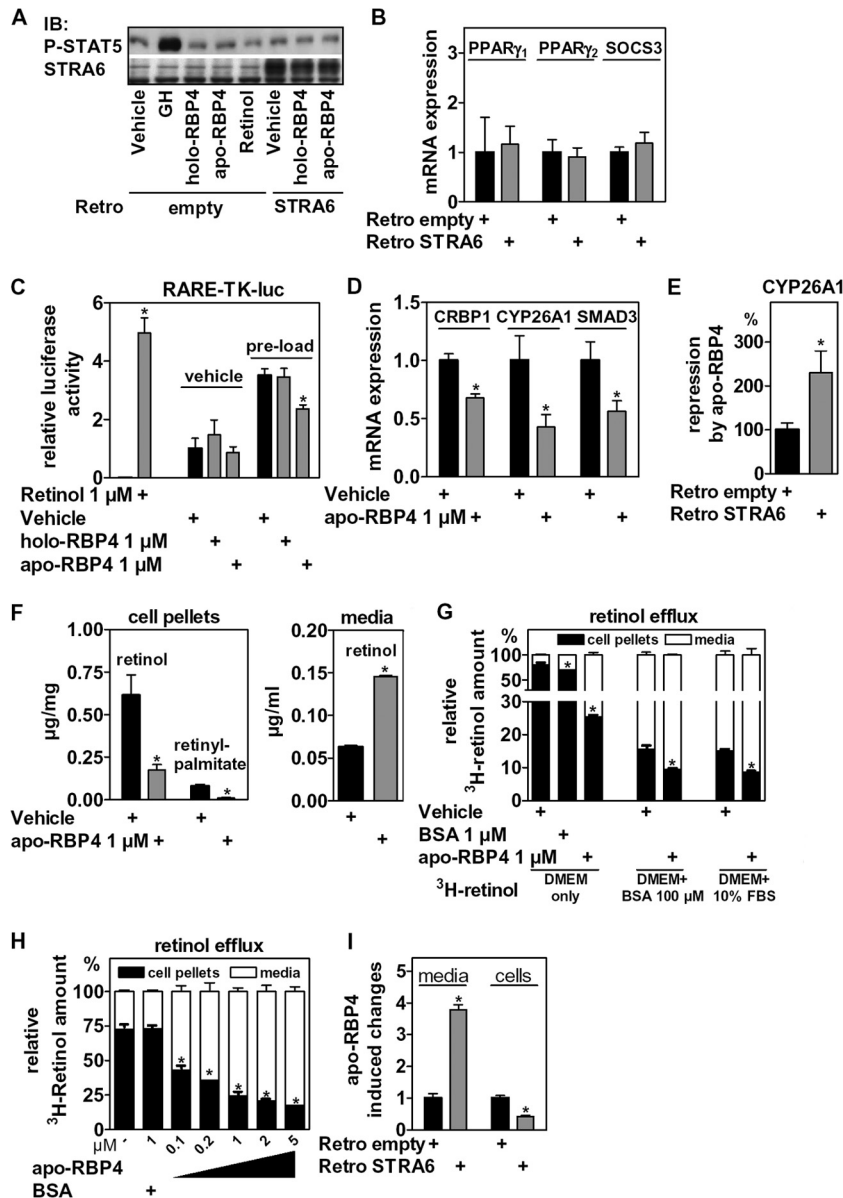 A
IB:
P-STAT5
STRA6
Vehicle
GH
holo-RBP4
apo-RBP4
Retinol
Vehicle
holo-RBP4
apo-RBP4
Retro empty STRA6
B
mRNA expression
3
2
1
0
PPARγ1 PPARγ2 SOCS3
Retro empty + + +
Retro STRA6 + + +
C
RARE-TK-luc
relative luciferase activity
6
4
2
0
*
vehicle
pre-load
*
Retinol 1 µM +
Vehicle + +
holo-RBP4 1 µM + +
apo-RBP4 1 µM + +
D
mRNA expression
1.5
1.0
0.5
0.0
CRBP1 CYP26A1 SMAD3
* * *
Vehicle + + +
apo-RBP4 1 µM + + +
E
CYP26A1
repression by apo-RBP4
%
300
200
100
0
*
Retro empty +
Retro STRA6 +
F
cell pellets
µg/mg
1.00
0.75
0.50
0.25
0.00
retinol
*
retinyl-
palmitate
*
media
µg/ml
0.20
0.15
0.10
0.05
0.00
retinol
*
Vehicle + + +
apo-RBP4 1 µM + + +
G
retinol efflux
relative 3H-retinol amount
%
cell pellets media
100
50
30
20
10
0
* * * *
Vehicle + + +
BSA 1 µM +
apo-RBP4 1 µM + + +
3H-retinol
DMEM only
DMEM+ BSA 100 µM
DMEM+ 10% FBS
H
retinol efflux
relative 3H-Retinol amount
%
cell pellets media
100
75
50
25
0
* * * * *
µM - 1 0.1 0.2 1 2 5
apo-RBP4
BSA +
I
apo-RBP4 induced changes
5
4
3
2
1
0
media cells
* *
Retro empty + +
Retro STRA6 + +